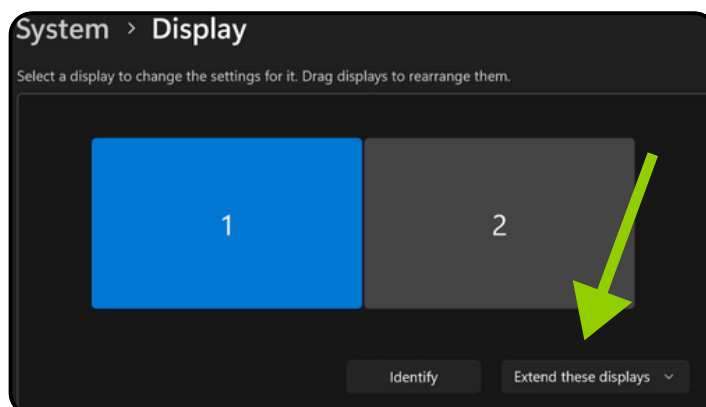 System > Display
Select a display to change the settings for it. Drag displays to rearrange them.
1 2
Identify Extend these displays